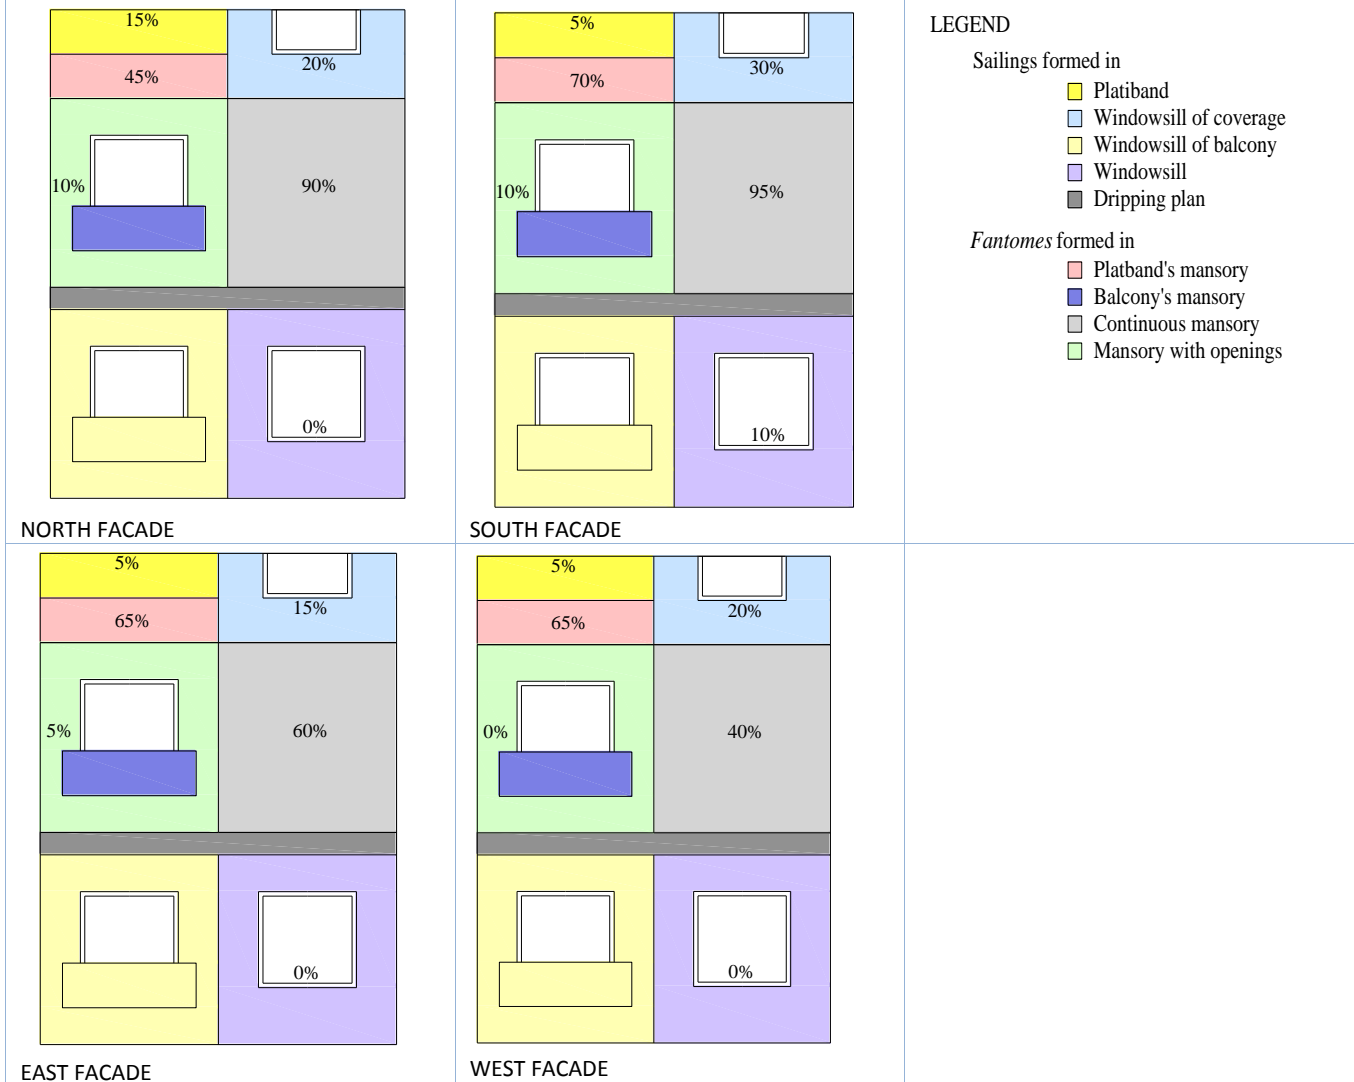 15%
20%
45%
10%
90%
0%
NORTH FACADE
5%
30%
70%
10%
95%
10%
SOUTH FACADE
LEGEND
Sailings formed in
Platiband
Windowsill of coverage
Windowsill of balcony
Windowsill
Dripping plan
Fantomes formed in
Platband's mansory
Balcony's mansory
Continuous mansory
Mansory with openings
5%
15%
65%
5%
60%
0%
EAST FACADE
5%
20%
65%
0%
40%
0%
WEST FACADE